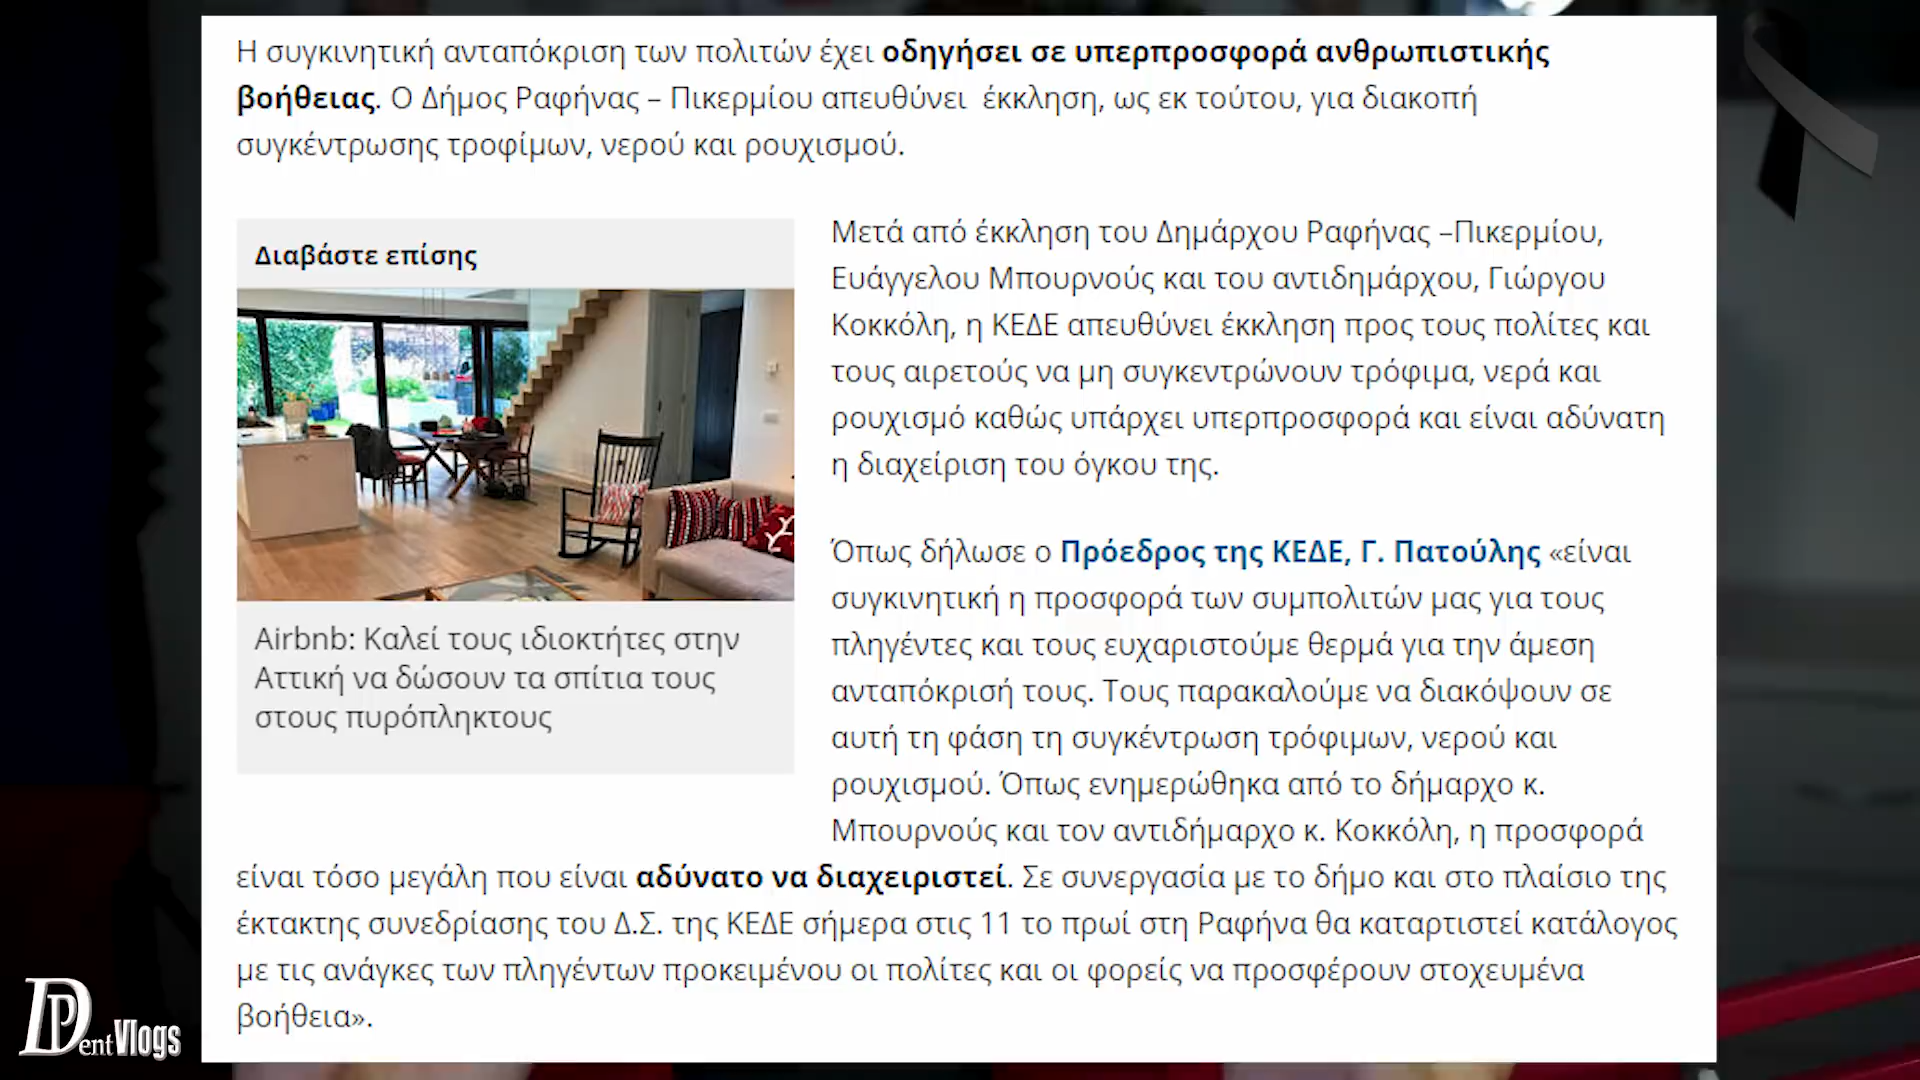 Η συγκινητική ανταπόκριση των πολιτών έχει οδηγήσει σε υπερπροσφορά ανθρωπιστικής
βοήθειας. Ο Δήμος Ραφήνας – Πικερμίου απευθύνει έκκληση, ως εκ τούτου, για διακοπή
συγκέντρωσης τροφίμων, νερού και ρουχισμού.
Διαβάστε επίσης
Airbnb: Καλεί τους ιδιοκτήτες στην
Αττική να δώσουν τα σπίτια τους
στους πυρόπληκτους
Μετά από έκκληση του Δημάρχου Ραφήνας –Πικερμίου,
Ευάγγελου Μπουρνούς και του αντιδημάρχου, Γιώργου
Κοκκόλη, η ΚΕΔΕ απευθύνει έκκληση προς τους πολίτες και
τους αιρετούς να μη συγκεντρώνουν τρόφιμα, νερά και
ρουχισμό καθώς υπάρχει υπερπροσφορά και είναι αδύνατη
η διαχείριση του όγκου της.
Όπως δήλωσε ο Πρόεδρος της ΚΕΔΕ, Γ. Πατούλης «είναι
συγκινητική η προσφορά των συμπολιτών μας για τους
πληγέντες και τους ευχαριστούμε θερμά για την άμεση
ανταπόκρισή τους. Τους παρακαλούμε να διακόψουν σε
αυτή τη φάση τη συγκέντρωση τρόφιμων, νερού και
ρουχισμού. Όπως ενημερώθηκα από το δήμαρχο κ.
Μπουρνούς και τον αντιδήμαρχο κ. Κοκκόλη, η προσφορά
είναι τόσο μεγάλη που είναι αδύνατο να διαχειριστεί. Σε συνεργασία με το δήμο και στο πλαίσιο της
έκτακτης συνεδρίασης του Δ.Σ. της ΚΕΔΕ σήμερα στις 11 το πρωί στη Ραφήνα θα καταρτιστεί κατάλογος
με τις ανάγκες των πληγέντων προκειμένου οι πολίτες και οι φορείς να προσφέρουν στοχευμένα
βοήθεια».
DPent Vlogs